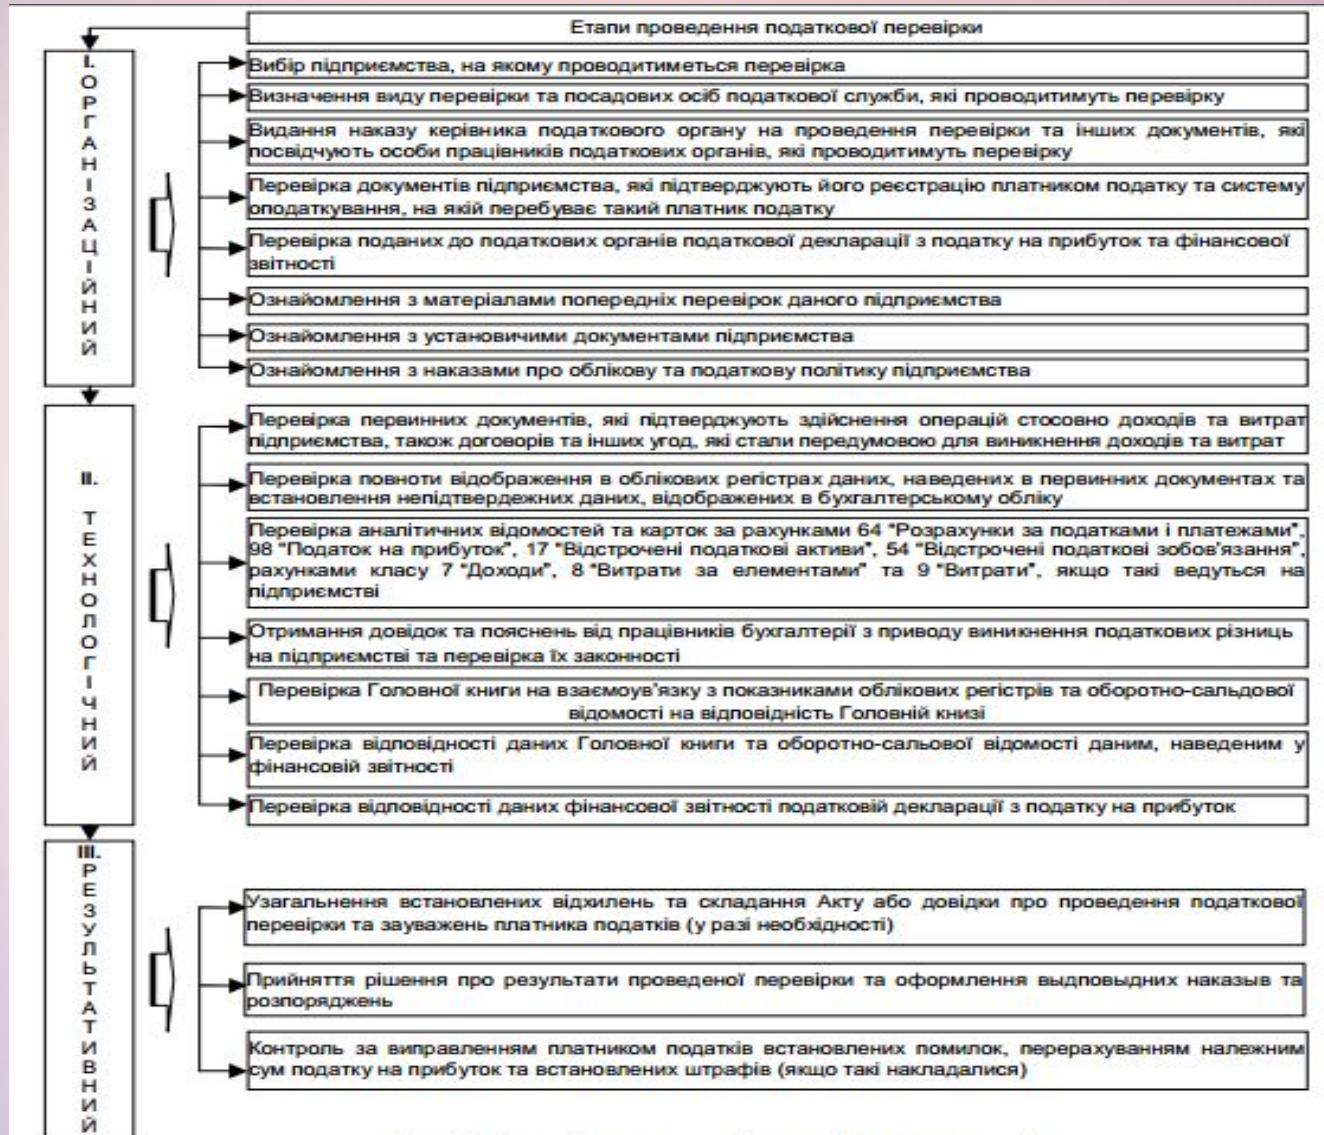 Етапи проведення податкової перевірки
I.
ОРГАНІЗАЦІЙНИЙ
Вибір підприємства, на якому проводитиметься перевірка
Визначення виду перевірки та посадових осіб податкової служби, які проводитимуть перевірку
Видання наказу керівника податкового органу на проведення перевірки та інших документів, які
посвідчують особи працівників податкових органів, які проводитимуть перевірку
Перевірка документів підприємства, які підтверджують його реєстрацію платником податку та систему
оподаткування, на якій перебуває такий платник податку
Перевірка поданих до податкових органів податкової декларації з податку на прибуток та фінансової
звітності
Ознайомлення з матеріалами попередніх перевірок даного підприємства
Ознайомлення з установичими документами підприємства
Ознайомлення з наказами про облікову та податкову політику підприємства
II.
ТЕХНОЛОГІЧНИЙ
Перевірка первинних документів, які підтверджують здійснення операцій стосовно доходів та витрат
підприємства, також договорів та інших угод, які стали передумовою для виникнення доходів та витрат
Перевірка повноти відображення в облікових регістрах даних, наведених в первинних документах та
встановлення непідтвердежних даних, відображених в бухгалтерському обліку
Перевірка аналітичних відомостей та карток за рахунками 64 "Розрахунки за податками і платежами",
98 "Податок на прибуток", 17 "Відстрочені податкові активи", 54 "Відстрочені податкові зобов'язання",
рахунками класу 7 "Доходи", 8 "Витрати за елементами" та 9 "Витрати", якщо такі ведуться на
підприємстві
Отримання довідок та пояснень від працівників бухгалтерії з приводу виникнення податкових різниць
на підприємстві та перевірка їх законності
Перевірка Головної книги на взаємоув'язку з показниками облікових регістрів та оборотно-сальдової
відомості на відповідність Головній книзі
Перевірка відповідності даних Головної книги та оборотно-сальової відомості даним, наведеним у
фінансовій звітності
Перевірка відповідності даних фінансової звітності податковій декларації з податку на прибуток
III.
РЕЗУЛЬТАТИВНИЙ
Узагальнення встановлених відхилень та складання Акту або довідки про проведення податкової
перевірки та зауважень платника податків (у разі необхідності)
Прийняття рішення про результати проведеної перевірки та оформлення выдповыдних наказыв та
розпоряджень
Контроль за виправленням платником податків встановлених помилок, перерахуванням належним
сум податку на прибуток та встановлених штрафів (якщо такі накладалися)